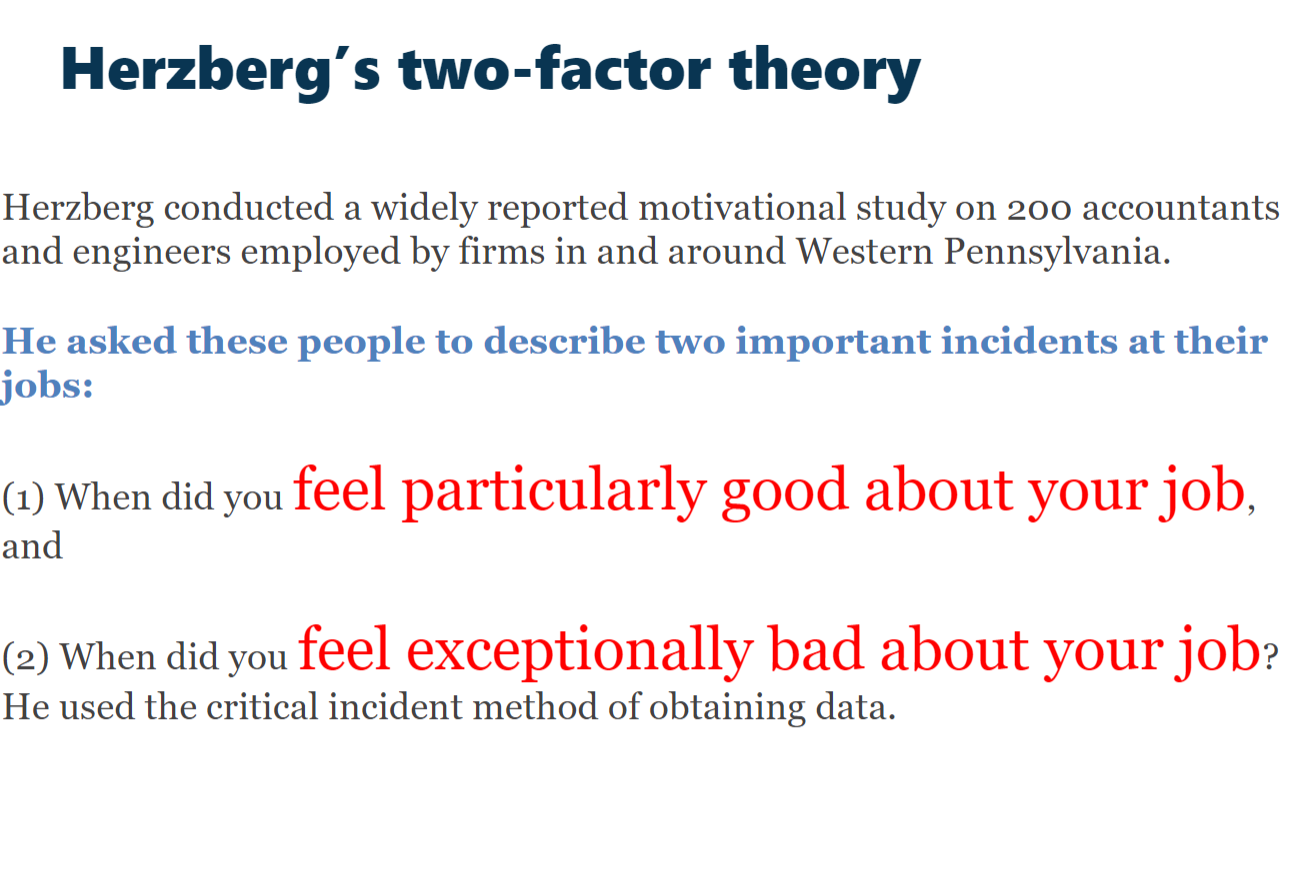 Herzberg´s two-factor theory
Herzberg conducted a widely reported motivational study on 200 accountants
and engineers employed by firms in and around Western Pennsylvania.
He asked these people to describe two important incidents at their
jobs:
(1) When did you feel particularly good about your job,
and
(2) When did you feel exceptionally bad about your job?
He used the critical incident method of obtaining data.